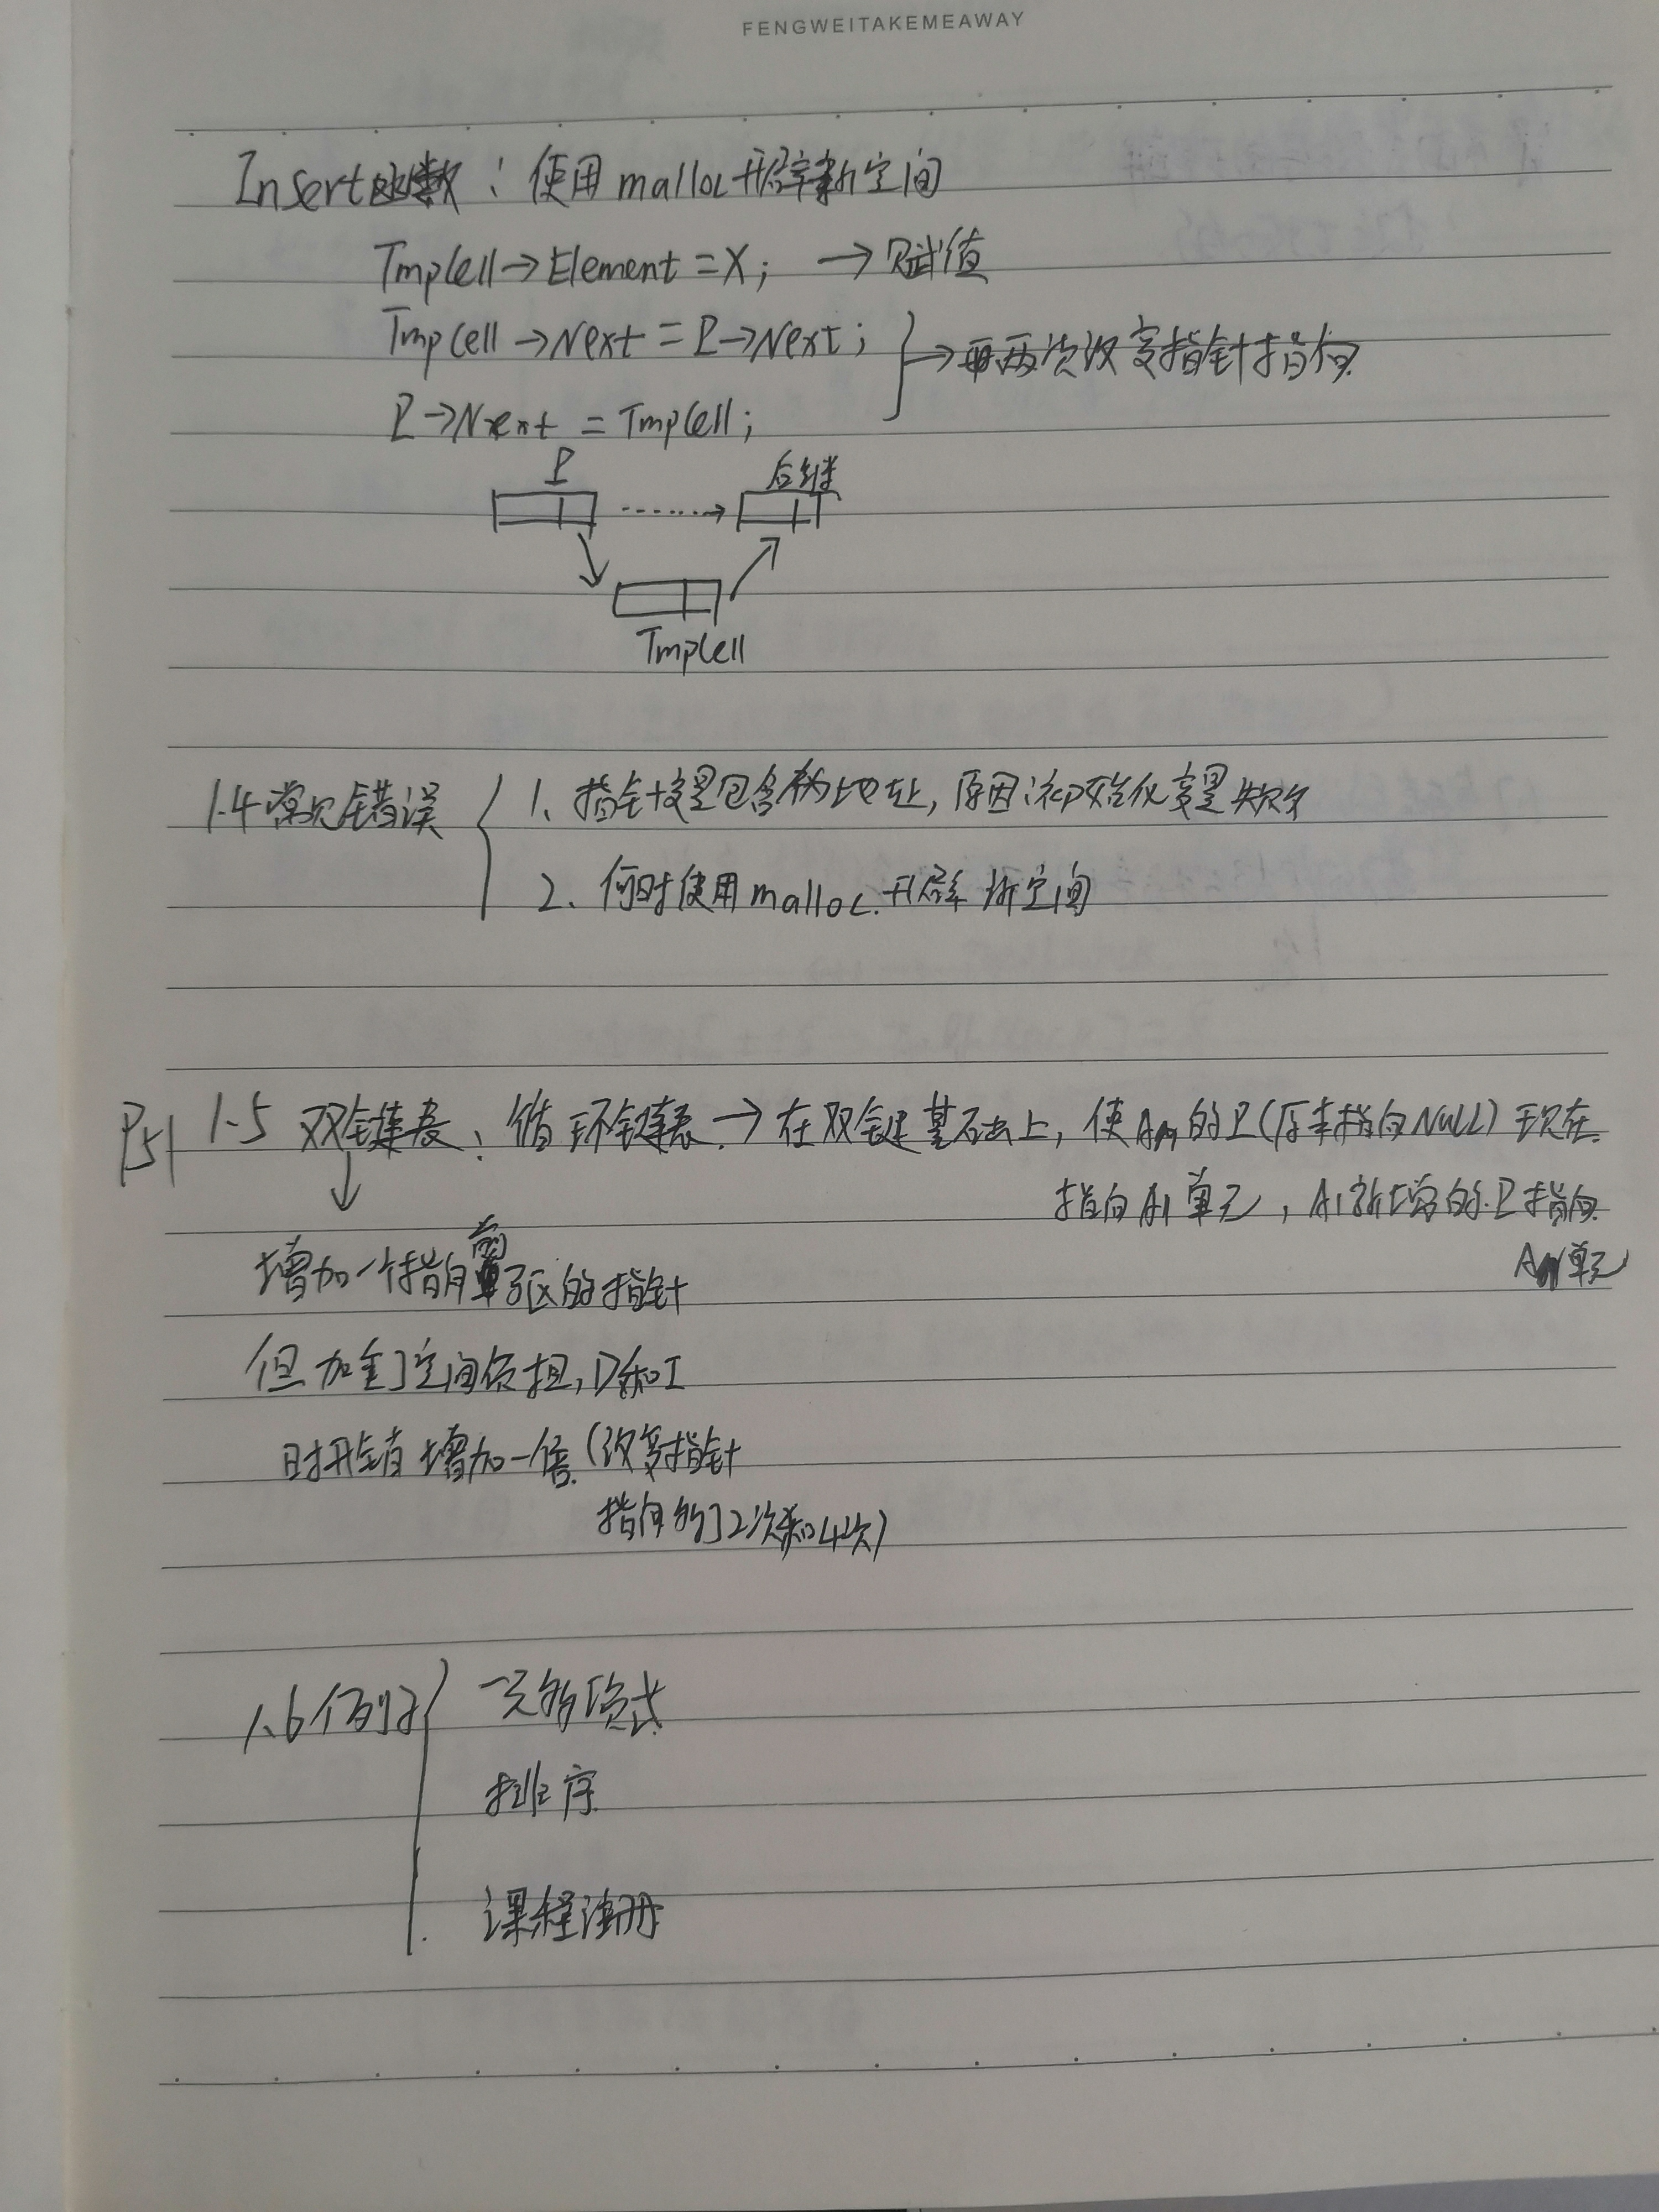 FENGWEITAKEMEAWAY
Insert函数：使用malloc开辟新空间
TmpCell→Element = X; → 赋值
TmpCell→Next = P→Next;
→再两次改变指针指向
P→Next = TmpCell;
P 后继
TmpCell
1.4 常见错误
1、指针变量包含伪地址，原因：初始化变量失败
2、何时使用malloc开辟新空间
P51 1.5 双链表、循环链表 → 在双链基础上，使An的P(原来指向NULL)现在
指向A1单元，A1新增的P指向
An单元
↓
增加一个指向前驱的指针
但加重了空间负担，D和I
时开销增加一倍(改变指针
指向的了2次和4次)
1.6 例子
一元多项式
排序
课程注册